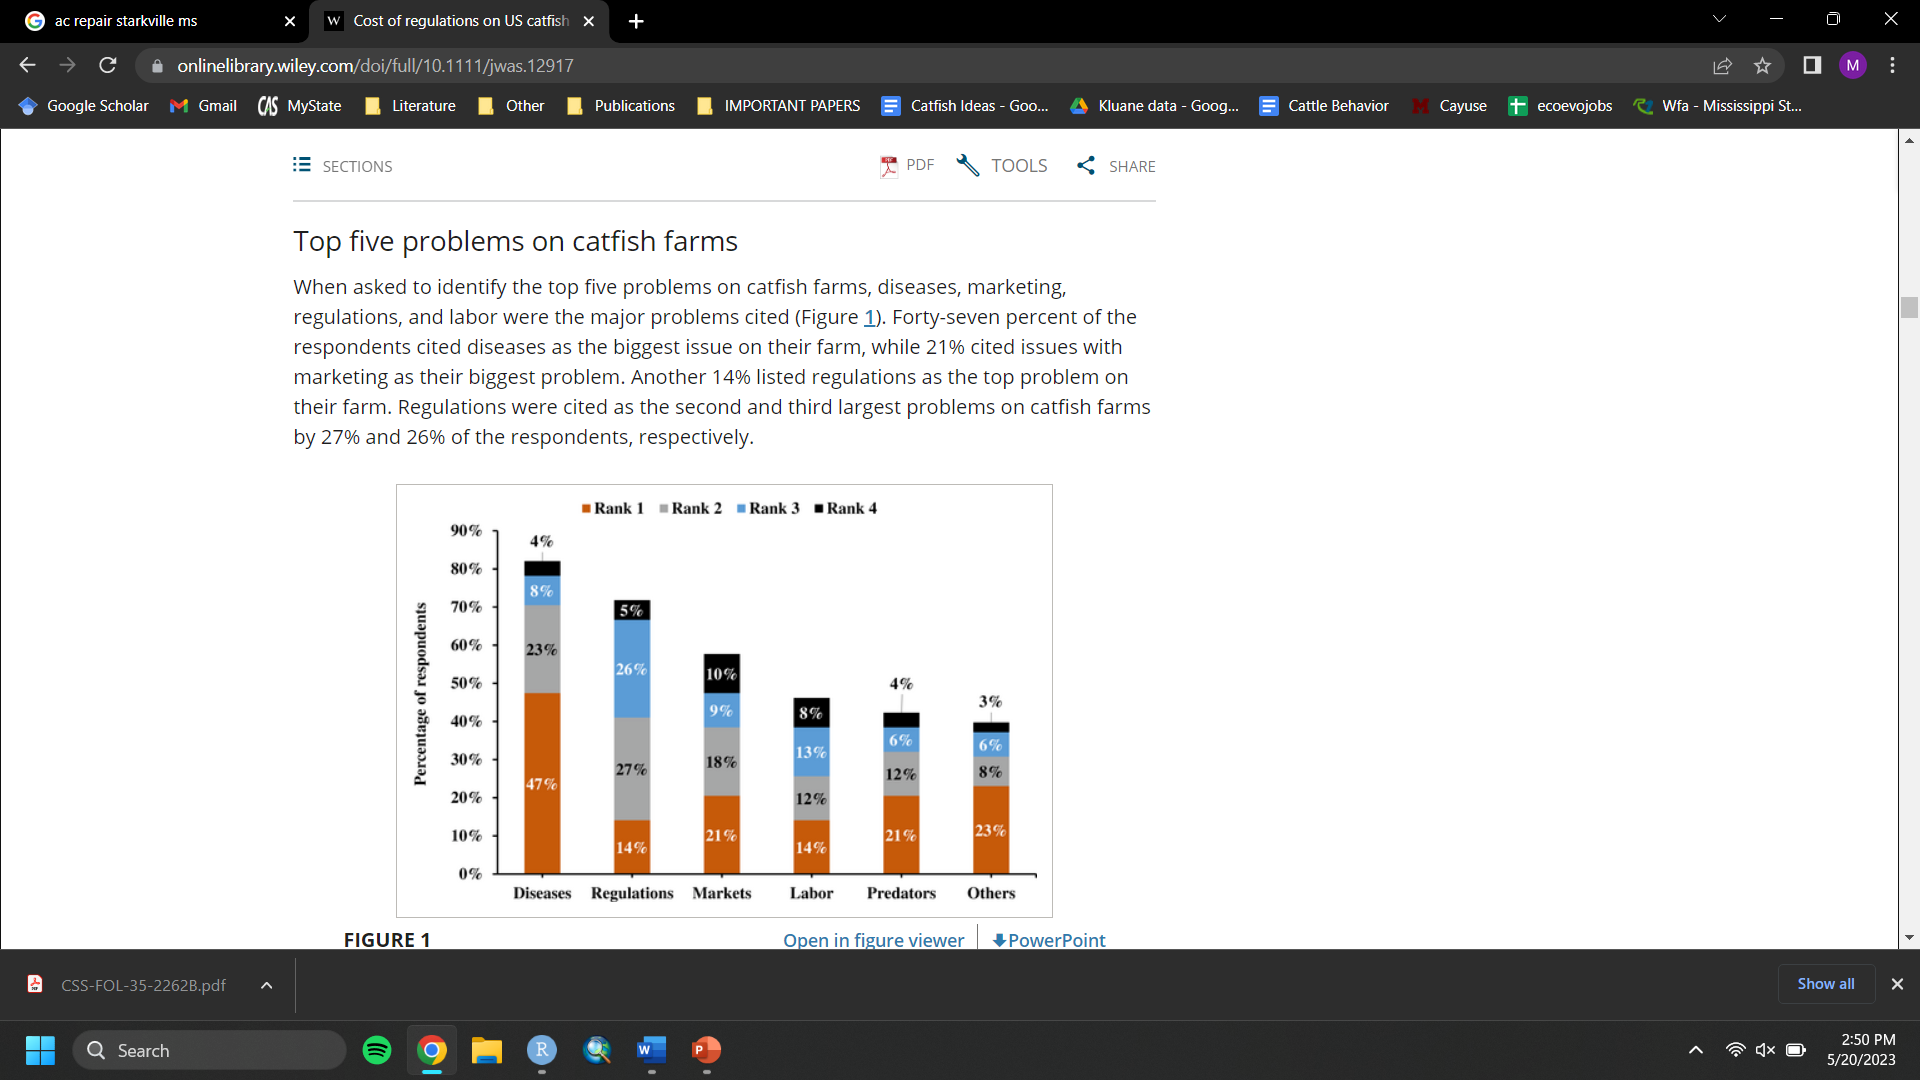 ac repair starkville ms
Cost of regulations on US catfish
onlinelibrary.wiley.com/doi/full/10.1111/jwas.12917
M
Google Scholar
Gmail
CAS MyState
Literature
Other
Publications
IMPORTANT PAPERS
Catfish Ideas - Goo...
Kluane data - Goog...
Cattle Behavior
Cayuse
ecoevojobs
Wfa - Mississippi St...
SECTIONS
PDF
TOOLS
SHARE
Top five problems on catfish farms
When asked to identify the top five problems on catfish farms, diseases, marketing,
regulations, and labor were the major problems cited (Figure 1). Forty-seven percent of the
respondents cited diseases as the biggest issue on their farm, while 21% cited issues with
marketing as their biggest problem. Another 14% listed regulations as the top problem on
their farm. Regulations were cited as the second and third largest problems on catfish farms
by 27% and 26% of the respondents, respectively.
Rank 1 Rank 2 Rank 3 Rank 4
Percentage of respondents
90%
80%
70%
60%
50%
40%
30%
20%
10%
0%
4%
8%
23%
47%
5%
26%
27%
14%
10%
9%
18%
21%
8%
13%
12%
14%
4%
6%
12%
21%
3%
6%
8%
23%
Diseases Regulations Markets Labor Predators Others
FIGURE 1
Open in figure viewer
PowerPoint
CSS-FOL-35-2262B.pdf
Show all
Search
2:50 PM
5/20/2023